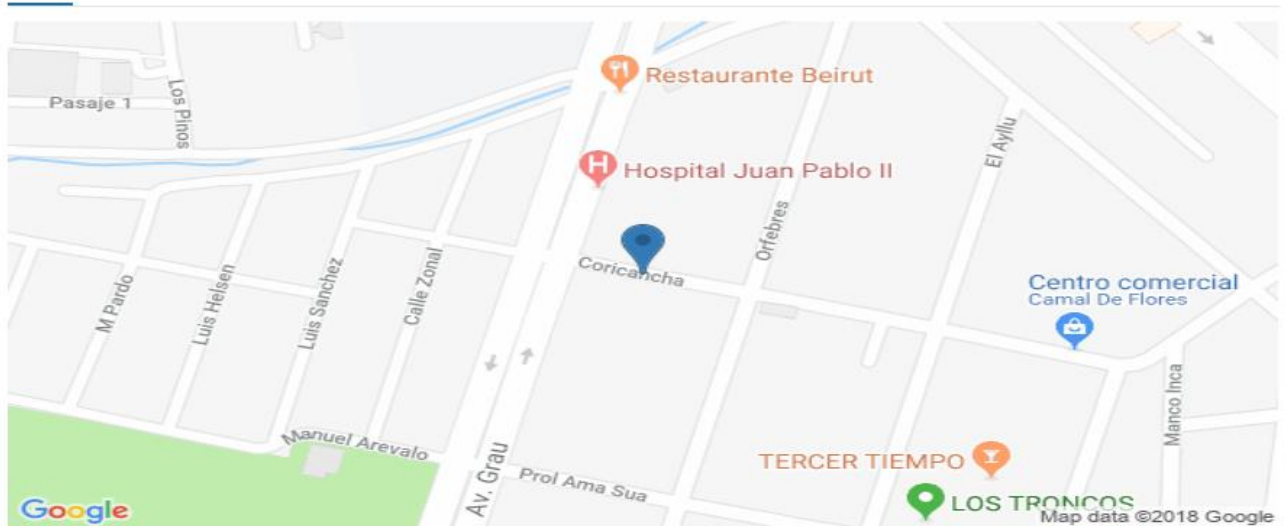 Restaurante Beirut
Pasaje 1
Los Pinos
El Ayllu
Hospital Juan Pablo II
Orfebres
Coricancha
Centro comercial
Camal De Flores
M Pardo
Luis Helsen
Luis Sanchez
Calle Zonal
Manco Inca
Manuel Arevalo
Av. Grau
Prol Ama Sua
TERCER TIEMPO
LOS TRONCOS
Google
Map data ©2018 Google